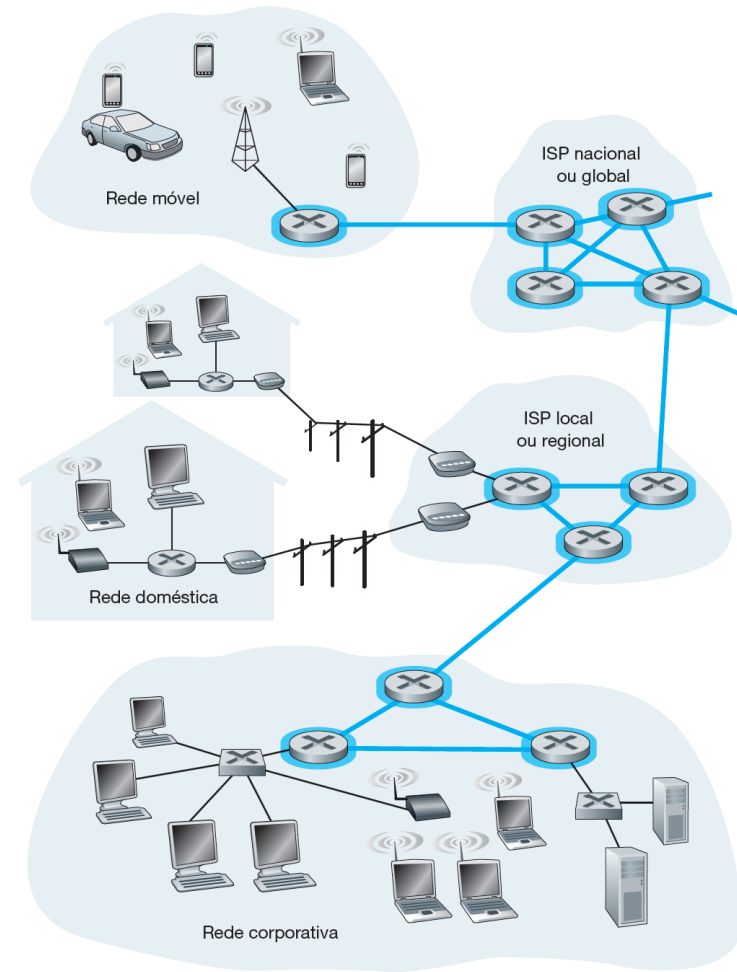 Rede móvel
ISP nacional
ou global
ISP local
ou regional
Rede doméstica
Rede corporativa